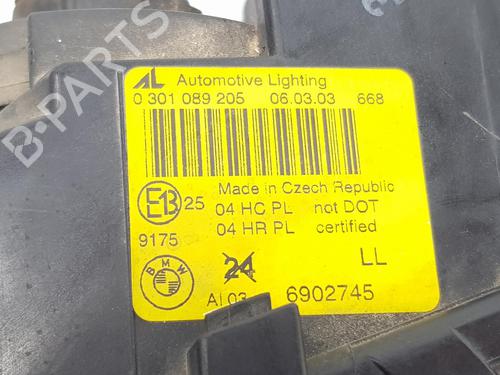 AL Automotive Lighting
0 301 089 205 06.03.03 668
Made in Czech Republic
E13 25 04 HC PL not DOT
9175 04 HR PL certified
BMW 24 LL
AI 03 6902745
B-PARTS